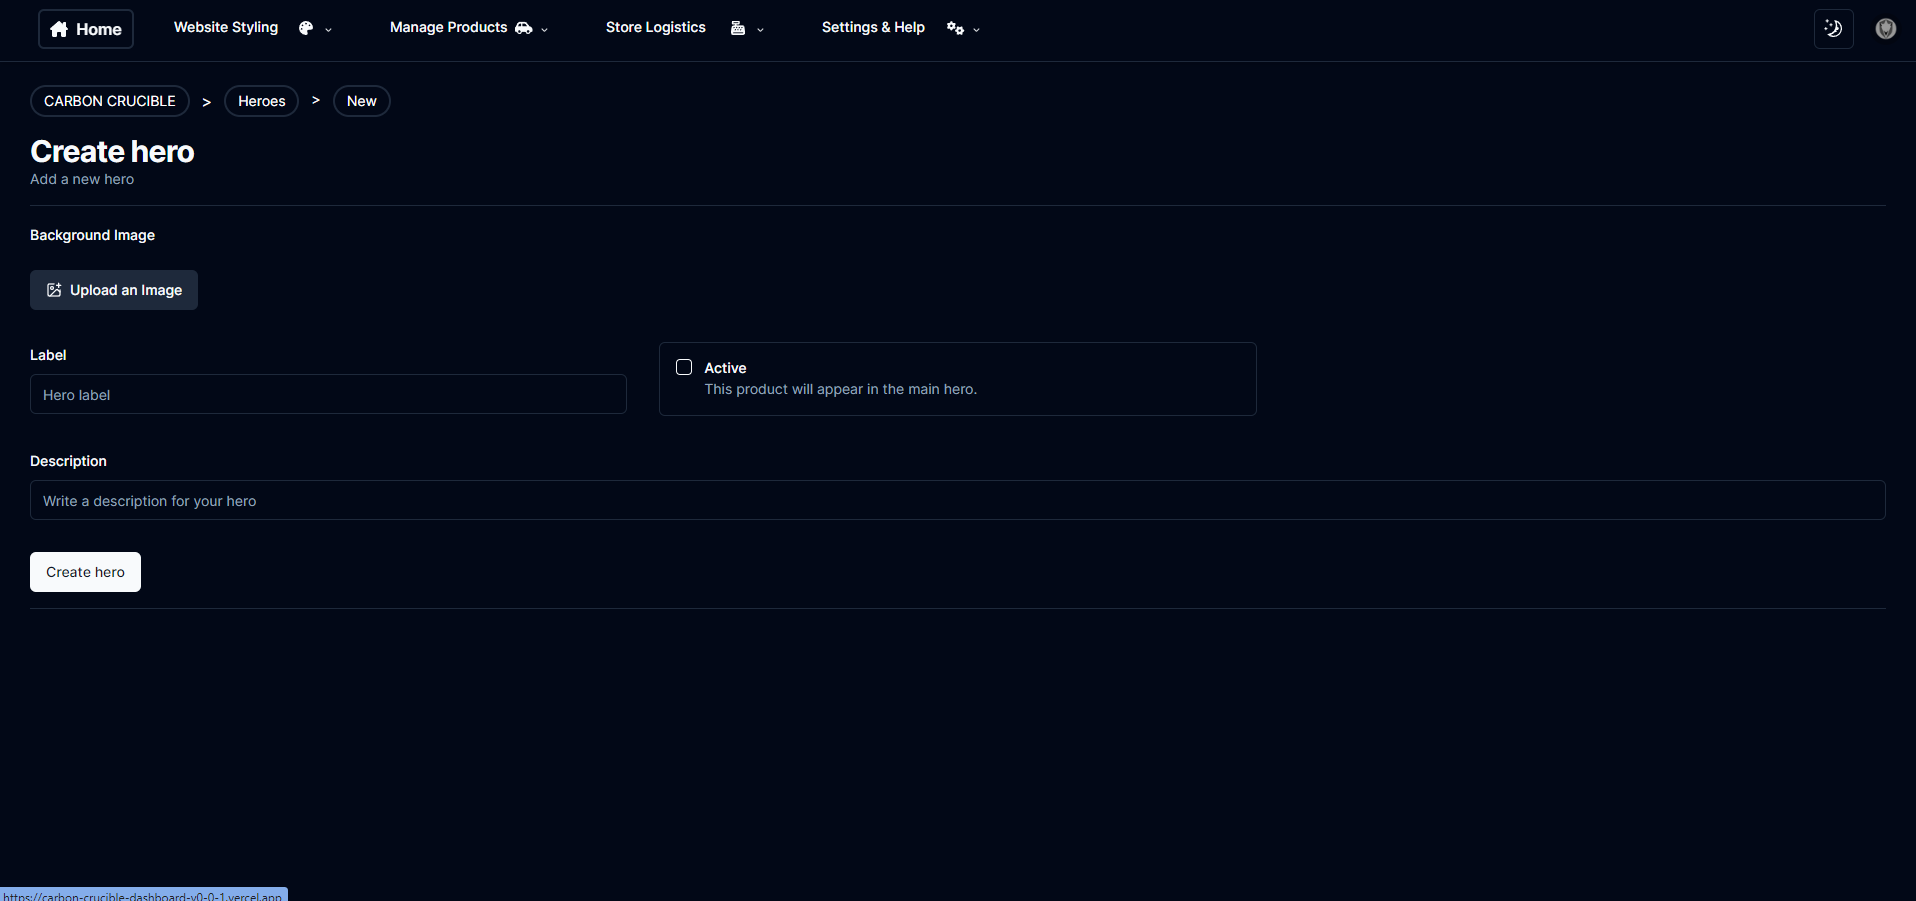 Home Website Styling Manage Products Store Logistics Settings & Help
CARBON CRUCIBLE > Heroes > New
Create hero
Add a new hero
Background Image
Upload an Image
Label
Hero label
Active
This product will appear in the main hero.
Description
Write a description for your hero
Create hero
https://carbon-crucible-dashboard-v0-0-1.vercel.app